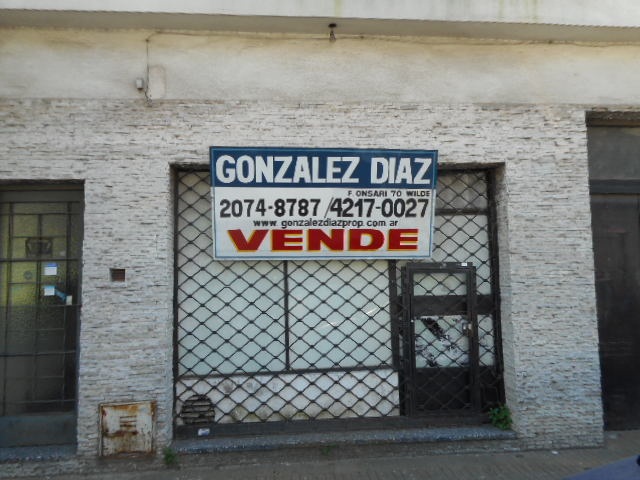 GONZALEZ DIAZ
F. ONSARI 70 WILDE
2074-8787 / 4217-0027
www.gonzalezdiazprop.com.ar
VENDE